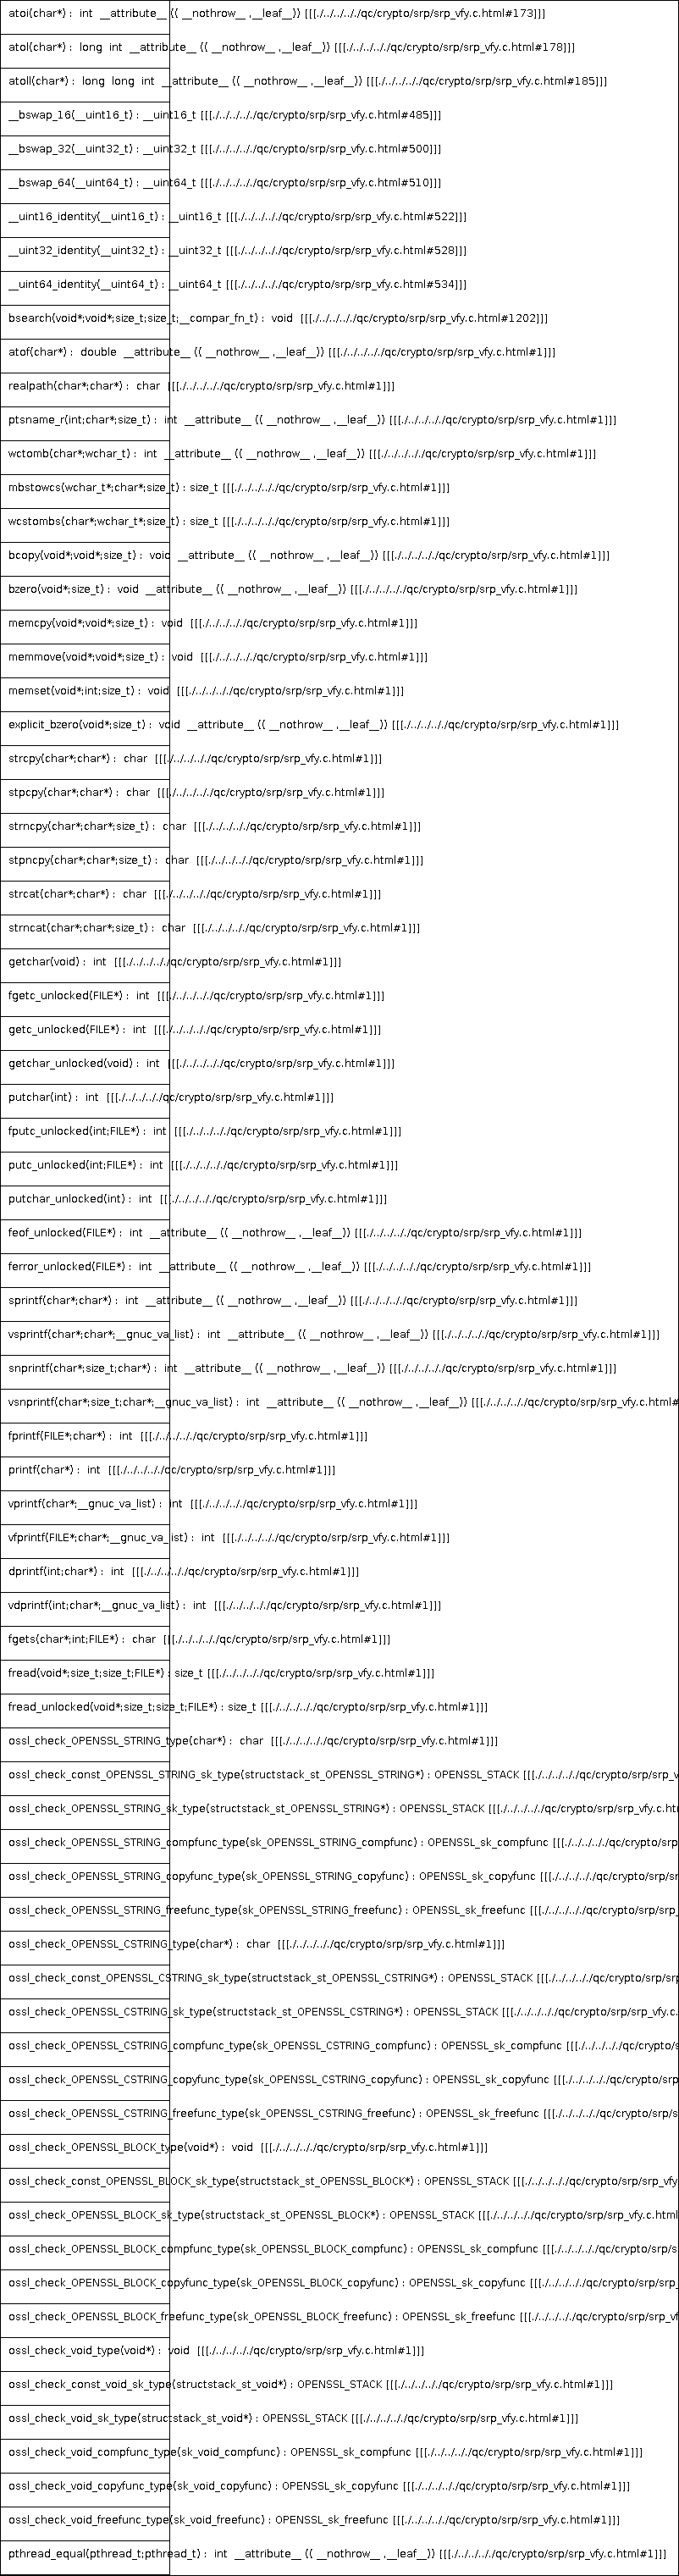 atoi(char*) : int __attribute__ (( __nothrow__ ,__leaf__)) [[[./../../../qc/crypto/srp/srp_vfy.c.html#173]]]
atol(char*) : long int __attribute__ (( __nothrow__ ,__leaf__)) [[[./../../../qc/crypto/srp/srp_vfy.c.html#178]]]
atoll(char*) : long long int __attribute__ (( __nothrow__ ,__leaf__)) [[[./../../../qc/crypto/srp/srp_vfy.c.html#185]]]
__bswap_16(__uint16_t) : __uint16_t [[[./../../../qc/crypto/srp/srp_vfy.c.html#485]]]
__bswap_32(__uint32_t) : __uint32_t [[[./../../../qc/crypto/srp/srp_vfy.c.html#500]]]
__bswap_64(__uint64_t) : __uint64_t [[[./../../../qc/crypto/srp/srp_vfy.c.html#510]]]
__uint16_identity(__uint16_t) : __uint16_t [[[./../../../qc/crypto/srp/srp_vfy.c.html#522]]]
__uint32_identity(__uint32_t) : __uint32_t [[[./../../../qc/crypto/srp/srp_vfy.c.html#528]]]
__uint64_identity(__uint64_t) : __uint64_t [[[./../../../qc/crypto/srp/srp_vfy.c.html#534]]]
bsearch(void*;void*;size_t;size_t;__compar_fn_t) : void [[[./../../../qc/crypto/srp/srp_vfy.c.html#1202]]]
atof(char*) : double __attribute__ (( __nothrow__ ,__leaf__)) [[[./../../../qc/crypto/srp/srp_vfy.c.html#1]]]
realpath(char*;char*) : char [[[./../../../qc/crypto/srp/srp_vfy.c.html#1]]]
ptsname_r(int;char*;size_t) : int __attribute__ (( __nothrow__ ,__leaf__)) [[[./../../../qc/crypto/srp/srp_vfy.c.html#1]]]
wctomb(char*;wchar_t) : int __attribute__ (( __nothrow__ ,__leaf__)) [[[./../../../qc/crypto/srp/srp_vfy.c.html#1]]]
mbstowcs(wchar_t*;char*;size_t) : size_t [[[./../../../qc/crypto/srp/srp_vfy.c.html#1]]]
wcstombs(char*;wchar_t*;size_t) : size_t [[[./../../../qc/crypto/srp/srp_vfy.c.html#1]]]
bcopy(void*;void*;size_t) : void __attribute__ (( __nothrow__ ,__leaf__)) [[[./../../../qc/crypto/srp/srp_vfy.c.html#1]]]
bzero(void*;size_t) : void __attribute__ (( __nothrow__ ,__leaf__)) [[[./../../../qc/crypto/srp/srp_vfy.c.html#1]]]
memcpy(void*;void*;size_t) : void [[[./../../../qc/crypto/srp/srp_vfy.c.html#1]]]
memmove(void*;void*;size_t) : void [[[./../../../qc/crypto/srp/srp_vfy.c.html#1]]]
memset(void*;int;size_t) : void [[[./../../../qc/crypto/srp/srp_vfy.c.html#1]]]
explicit_bzero(void*;size_t) : void __attribute__ (( __nothrow__ ,__leaf__)) [[[./../../../qc/crypto/srp/srp_vfy.c.html#1]]]
strcpy(char*;char*) : char [[[./../../../qc/crypto/srp/srp_vfy.c.html#1]]]
stpcpy(char*;char*) : char [[[./../../../qc/crypto/srp/srp_vfy.c.html#1]]]
strncpy(char*;char*;size_t) : char [[[./../../../qc/crypto/srp/srp_vfy.c.html#1]]]
stpncpy(char*;char*;size_t) : char [[[./../../../qc/crypto/srp/srp_vfy.c.html#1]]]
strcat(char*;char*) : char [[[./../../../qc/crypto/srp/srp_vfy.c.html#1]]]
strncat(char*;char*;size_t) : char [[[./../../../qc/crypto/srp/srp_vfy.c.html#1]]]
getchar(void) : int [[[./../../../qc/crypto/srp/srp_vfy.c.html#1]]]
fgetc_unlocked(FILE*) : int [[[./../../../qc/crypto/srp/srp_vfy.c.html#1]]]
getc_unlocked(FILE*) : int [[[./../../../qc/crypto/srp/srp_vfy.c.html#1]]]
getchar_unlocked(void) : int [[[./../../../qc/crypto/srp/srp_vfy.c.html#1]]]
putchar(int) : int [[[./../../../qc/crypto/srp/srp_vfy.c.html#1]]]
fputc_unlocked(int;FILE*) : int [[[./../../../qc/crypto/srp/srp_vfy.c.html#1]]]
putc_unlocked(int;FILE*) : int [[[./../../../qc/crypto/srp/srp_vfy.c.html#1]]]
putchar_unlocked(int) : int [[[./../../../qc/crypto/srp/srp_vfy.c.html#1]]]
feof_unlocked(FILE*) : int __attribute__ (( __nothrow__ ,__leaf__)) [[[./../../../qc/crypto/srp/srp_vfy.c.html#1]]]
ferror_unlocked(FILE*) : int __attribute__ (( __nothrow__ ,__leaf__)) [[[./../../../qc/crypto/srp/srp_vfy.c.html#1]]]
sprintf(char*;char*) : int __attribute__ (( __nothrow__ ,__leaf__)) [[[./../../../qc/crypto/srp/srp_vfy.c.html#1]]]
vsprintf(char*;char*;__gnuc_va_list) : int __attribute__ (( __nothrow__ ,__leaf__)) [[[./../../../qc/crypto/srp/srp_vfy.c.html#1]]]
snprintf(char*;size_t;char*) : int __attribute__ (( __nothrow__ ,__leaf__)) [[[./../../../qc/crypto/srp/srp_vfy.c.html#1]]]
vsnprintf(char*;size_t;char*;__gnuc_va_list) : int __attribute__ (( __nothrow__ ,__leaf__)) [[[./../../../qc/crypto/srp/srp_vfy.c.html#
fprintf(FILE*;char*) : int [[[./../../../qc/crypto/srp/srp_vfy.c.html#1]]]
printf(char*) : int [[[./../../../qc/crypto/srp/srp_vfy.c.html#1]]]
vprintf(char*;__gnuc_va_list) : int [[[./../../../qc/crypto/srp/srp_vfy.c.html#1]]]
vfprintf(FILE*;char*;__gnuc_va_list) : int [[[./../../../qc/crypto/srp/srp_vfy.c.html#1]]]
dprintf(int;char*) : int [[[./../../../qc/crypto/srp/srp_vfy.c.html#1]]]
vdprintf(int;char*;__gnuc_va_list) : int [[[./../../../qc/crypto/srp/srp_vfy.c.html#1]]]
fgets(char*;int;FILE*) : char [[[./../../../qc/crypto/srp/srp_vfy.c.html#1]]]
fread(void*;size_t;size_t;FILE*) : size_t [[[./../../../qc/crypto/srp/srp_vfy.c.html#1]]]
fread_unlocked(void*;size_t;size_t;FILE*) : size_t [[[./../../../qc/crypto/srp/srp_vfy.c.html#1]]]
ossl_check_OPENSSL_STRING_type(char*) : char [[[./../../../qc/crypto/srp/srp_vfy.c.html#1]]]
ossl_check_const_OPENSSL_STRING_sk_type(structstack_st_OPENSSL_STRING*) : OPENSSL_STACK [[[./../../../qc/crypto/srp/srp_v
ossl_check_OPENSSL_STRING_sk_type(structstack_st_OPENSSL_STRING*) : OPENSSL_STACK [[[./../../../qc/crypto/srp/srp_vfy.c.ht
ossl_check_OPENSSL_STRING_compfunc_type(sk_OPENSSL_STRING_compfunc) : OPENSSL_sk_compfunc [[[./../../../qc/crypto/srp
ossl_check_OPENSSL_STRING_copyfunc_type(sk_OPENSSL_STRING_copyfunc) : OPENSSL_sk_copyfunc [[[./../../../qc/crypto/srp/sr
ossl_check_OPENSSL_STRING_freefunc_type(sk_OPENSSL_STRING_freefunc) : OPENSSL_sk_freefunc [[[./../../../qc/crypto/srp/srp_
ossl_check_OPENSSL_CSTRING_type(char*) : char [[[./../../../qc/crypto/srp/srp_vfy.c.html#1]]]
ossl_check_const_OPENSSL_CSTRING_sk_type(structstack_st_OPENSSL_CSTRING*) : OPENSSL_STACK [[[./../../../qc/crypto/srp/srp
ossl_check_OPENSSL_CSTRING_sk_type(structstack_st_OPENSSL_CSTRING*) : OPENSSL_STACK [[[./../../../qc/crypto/srp/srp_vfy.c.
ossl_check_OPENSSL_CSTRING_compfunc_type(sk_OPENSSL_CSTRING_compfunc) : OPENSSL_sk_compfunc [[[./../../../qc/crypto/s
ossl_check_OPENSSL_CSTRING_copyfunc_type(sk_OPENSSL_CSTRING_copyfunc) : OPENSSL_sk_copyfunc [[[./../../../qc/crypto/srp
ossl_check_OPENSSL_CSTRING_freefunc_type(sk_OPENSSL_CSTRING_freefunc) : OPENSSL_sk_freefunc [[[./../../../qc/crypto/srp/s
ossl_check_OPENSSL_BLOCK_type(void*) : void [[[./../../../qc/crypto/srp/srp_vfy.c.html#1]]]
ossl_check_const_OPENSSL_BLOCK_sk_type(structstack_st_OPENSSL_BLOCK*) : OPENSSL_STACK [[[./../../../qc/crypto/srp/srp_vfy
ossl_check_OPENSSL_BLOCK_sk_type(structstack_st_OPENSSL_BLOCK*) : OPENSSL_STACK [[[./../../../qc/crypto/srp/srp_vfy.c.html
ossl_check_OPENSSL_BLOCK_compfunc_type(sk_OPENSSL_BLOCK_compfunc) : OPENSSL_sk_compfunc [[[./../../../qc/crypto/srp/s
ossl_check_OPENSSL_BLOCK_copyfunc_type(sk_OPENSSL_BLOCK_copyfunc) : OPENSSL_sk_copyfunc [[[./../../../qc/crypto/srp/srp_
ossl_check_OPENSSL_BLOCK_freefunc_type(sk_OPENSSL_BLOCK_freefunc) : OPENSSL_sk_freefunc [[[./../../../qc/crypto/srp/srp_vf
ossl_check_void_type(void*) : void [[[./../../../qc/crypto/srp/srp_vfy.c.html#1]]]
ossl_check_const_void_sk_type(structstack_st_void*) : OPENSSL_STACK [[[./../../../qc/crypto/srp/srp_vfy.c.html#1]]]
ossl_check_void_sk_type(structstack_st_void*) : OPENSSL_STACK [[[./../../../qc/crypto/srp/srp_vfy.c.html#1]]]
ossl_check_void_compfunc_type(sk_void_compfunc) : OPENSSL_sk_compfunc [[[./../../../qc/crypto/srp/srp_vfy.c.html#1]]]
ossl_check_void_copyfunc_type(sk_void_copyfunc) : OPENSSL_sk_copyfunc [[[./../../../qc/crypto/srp/srp_vfy.c.html#1]]]
ossl_check_void_freefunc_type(sk_void_freefunc) : OPENSSL_sk_freefunc [[[./../../../qc/crypto/srp/srp_vfy.c.html#1]]]
pthread_equal(pthread_t;pthread_t) : int __attribute__ (( __nothrow__ ,__leaf__)) [[[./../../../qc/crypto/srp/srp_vfy.c.html#1]]]